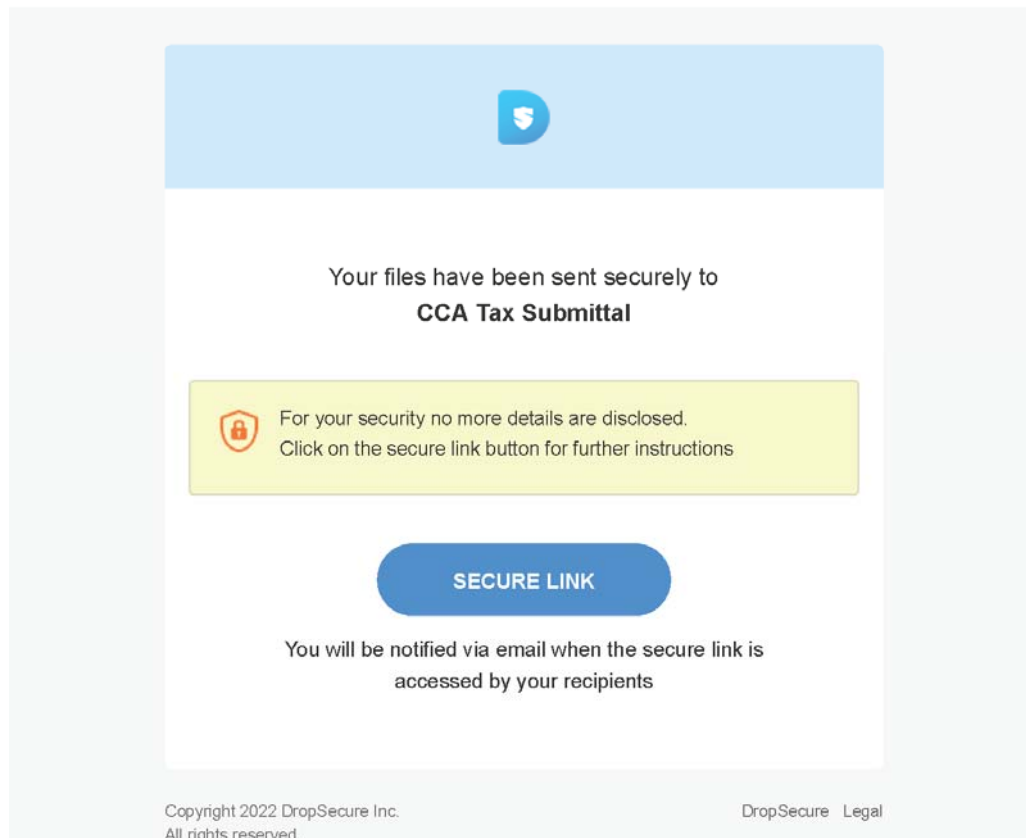 Your files have been sent securely to
CCA Tax Submittal
For your security no more details are disclosed.
Click on the secure link button for further instructions
SECURE LINK
You will be notified via email when the secure link is
accessed by your recipients
Copyright 2022 DropSecure Inc.
DropSecure Legal
All rights reserved